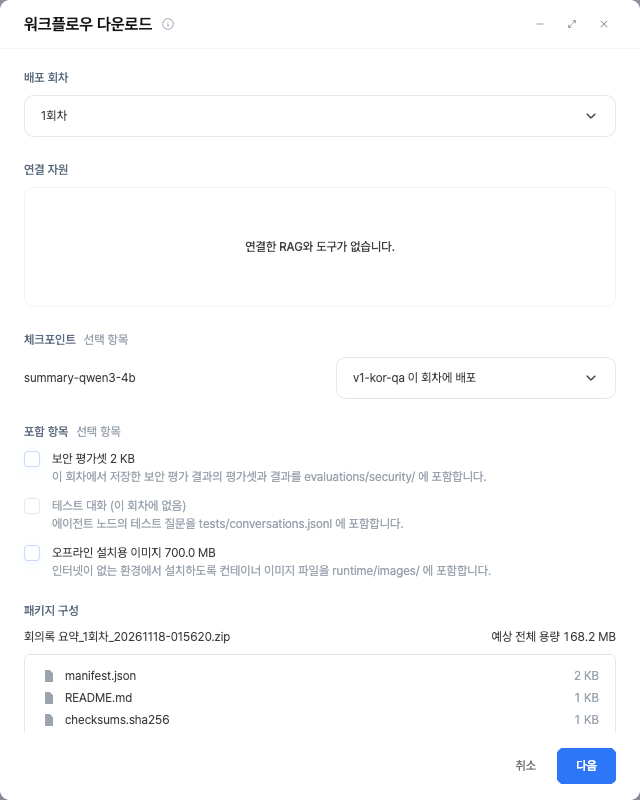 워크플로우 다운로드
배포 회차
1회차
연결 자원
연결한 RAG와 도구가 없습니다.
체크포인트 선택 항목
summary-qwen3-4b
v1-kor-qa 이 회차에 배포
포함 항목 선택 항목
보안 평가셋 2 KB
이 회차에서 저장한 보안 평가 결과의 평가셋과 결과를 evaluations/security/ 에 포함합니다.
테스트 대화 (이 회차에 없음)
에이전트 노드의 테스트 질문을 tests/conversations.jsonl 에 포함합니다.
오프라인 설치용 이미지 700.0 MB
인터넷이 없는 환경에서 설치하도록 컨테이너 이미지 파일을 runtime/images/ 에 포함합니다.
패키지 구성
회의록 요약_1회차_20261118-015620.zip 예상 전체 용량 168.2 MB
manifest.json 2 KB
README.md 1 KB
checksums.sha256 1 KB
취소 다음